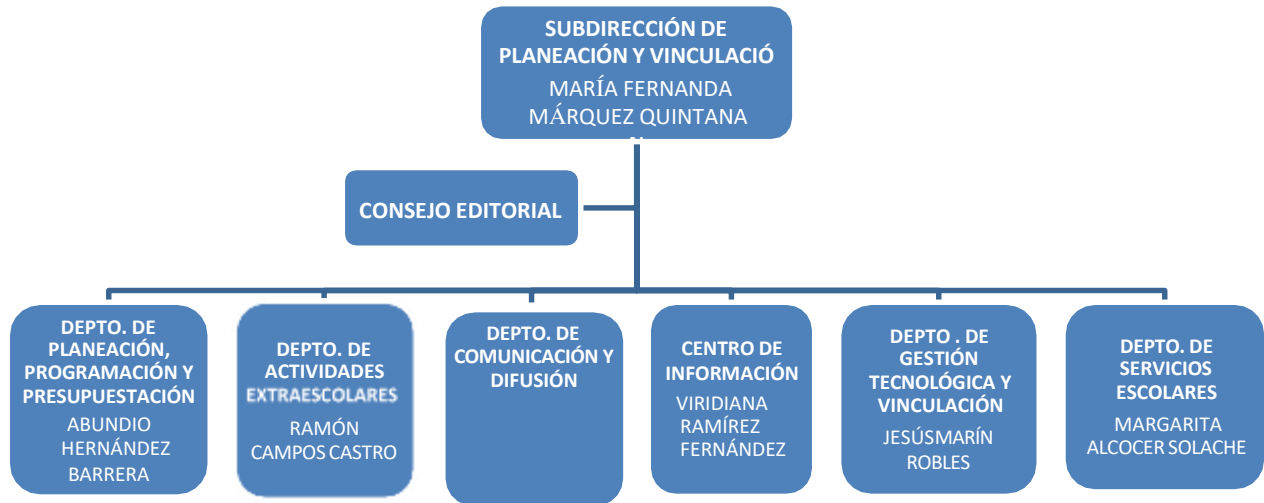 SUBDIRECCIÓN DE
PLANEACIÓN Y VINCULACIÓ
MARÍA FERNANDA
MÁRQUEZ QUINTANA
CONSEJO EDITORIAL
DEPTO. DE
PLANEACIÓN,
PROGRAMACIÓN Y
PRESUPUESTACIÓN
ABUNDIO
HERNÁNDEZ
BARRERA
DEPTO. DE
ACTIVIDADES
EXTRAESCOLARES
RAMÓN
CAMPOS CASTRO
DEPTO. DE
COMUNICACIÓN Y
DIFUSIÓN
CENTRO DE
INFORMACIÓN
VIRIDIANA
RAMÍREZ
FERNÁNDEZ
DEPTO . DE
GESTIÓN
TECNOLÓGICA Y
VINCULACIÓN
JESÚSMARÍN
ROBLES
DEPTO. DE
SERVICIOS
ESCOLARES
MARGARITA
ALCOCER SOLACHE